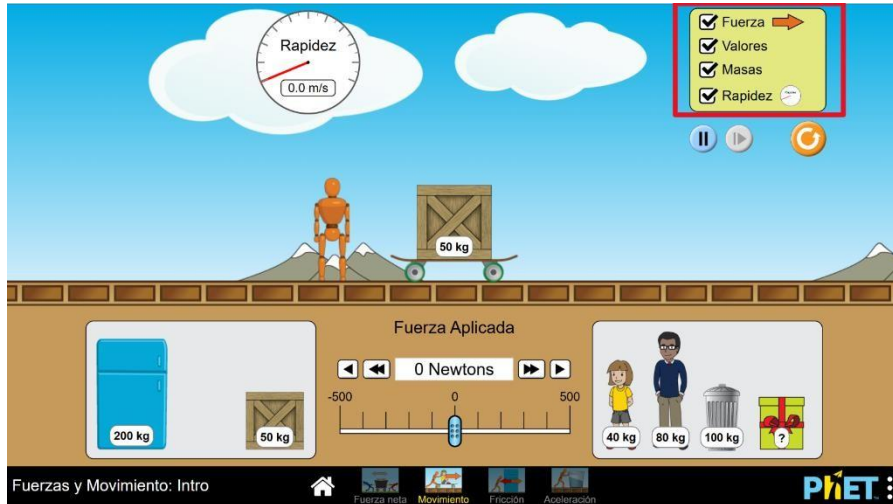 Rapidez
0.0 m/s
Fuerza
Valores
Masas
Rapidez
50 kg
Fuerza Aplicada
0 Newtons
-500 0 500
200 kg
50 kg
40 kg
80 kg
100 kg
?
Fuerzas y Movimiento: Intro
Fuerza neta
Movimiento
Fricción
Aceleración
PhET